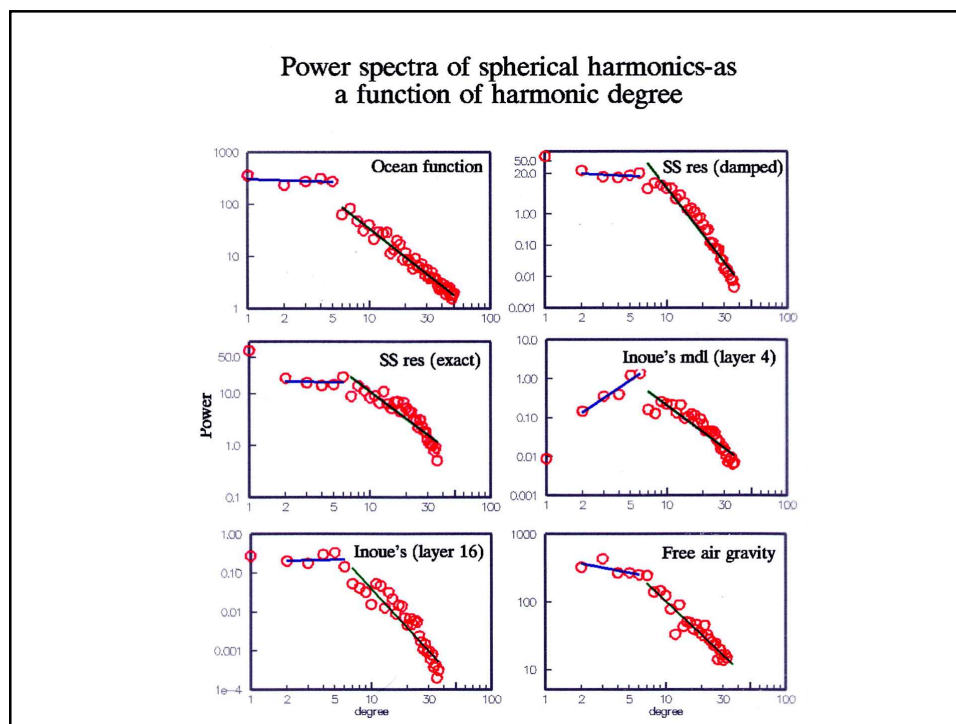 Power spectra of spherical harmonics-as
a function of harmonic degree
Ocean function
1000
100
10
1
1 2 5 10 30 100
SS res (damped)
50.0
20.0
1.00
0.10
0.01
0.001
1 2 5 10 30 100
SS res (exact)
50.0
10.0
1.0
0.1
Power
1 2 5 10 30 100
Inoue's mdl (layer 4)
1.00
0.10
0.01
0.001
1 2 5 10 30 100
Inoue's (layer 16)
1.00
0.10
0.01
0.001
1e-4
1 2 5 10 30 100
degree
Free air gravity
1000
100
10
1 2 5 10 30 100
degree